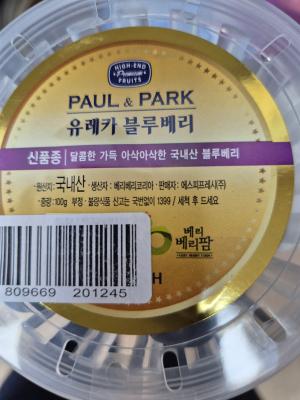 HIGH-END
Premium
FRUITS
PAUL & PARK
유레카 블루베리
신품종 | 달콤한 가득 아삭아삭한 국내산 블루베리
· 원산지: 국내산 · 생산자 : 베리베리코리아 · 판매자: 에스피프레시(주)
· 중량: 100g 부정 · 불량식품 신고는 국번없이 1399 / 세척 후 드세요
베리
베리팜
H
809669 201245